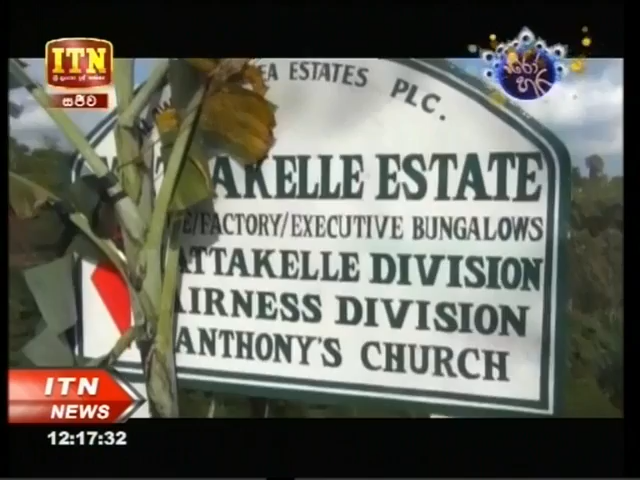 ITN
සජීව
EA ESTATES PLC.
AKELLE ESTATE
E/FACTORY/EXECUTIVE BUNGALOWS
ATTAKELLE DIVISION
AIRNESS DIVISION
ANTHONY'S CHURCH
ITN
NEWS
12:17:32